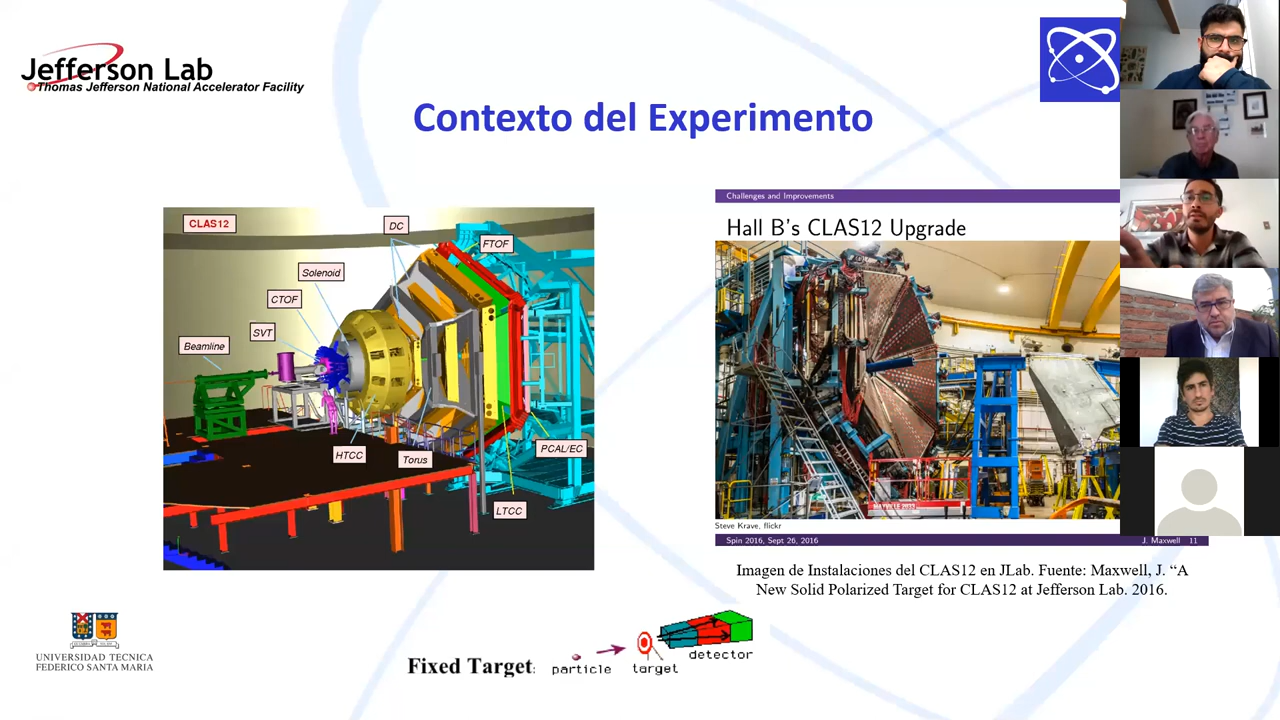 Jefferson Lab
Thomas Jefferson National Accelerator Facility
Contexto del Experimento
CLAS12
DC
FTOF
Solenoid
CTOF
SVT
Beamline
HTCC
Torus
PCAL/EC
LTCC
Challenges and Improvements
Hall B's CLAS12 Upgrade
Steve Krave, flickr
Spin 2016, Sept 26, 2016
J. Maxwell 11
Imagen de Instalaciones del CLAS12 en JLab. Fuente: Maxwell, J. “A
New Solid Polarized Target for CLAS12 at Jefferson Lab. 2016.
UNIVERSIDAD TECNICA
FEDERICO SANTA MARIA
Fixed Target:
particle
target
detector